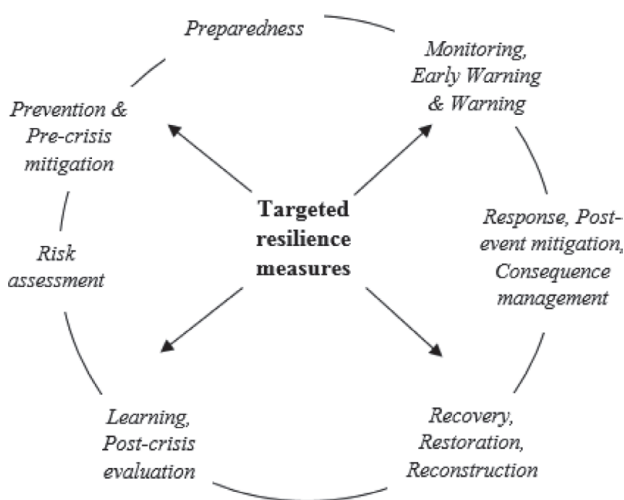 Preparedness
Monitoring,
Early Warning
& Warning
Prevention &
Pre-crisis
mitigation
Targeted
resilience
measures
Response, Post-
event mitigation,
Consequence
management
Risk
assessment
Learning,
Post-crisis
evaluation
Recovery,
Restoration,
Reconstruction